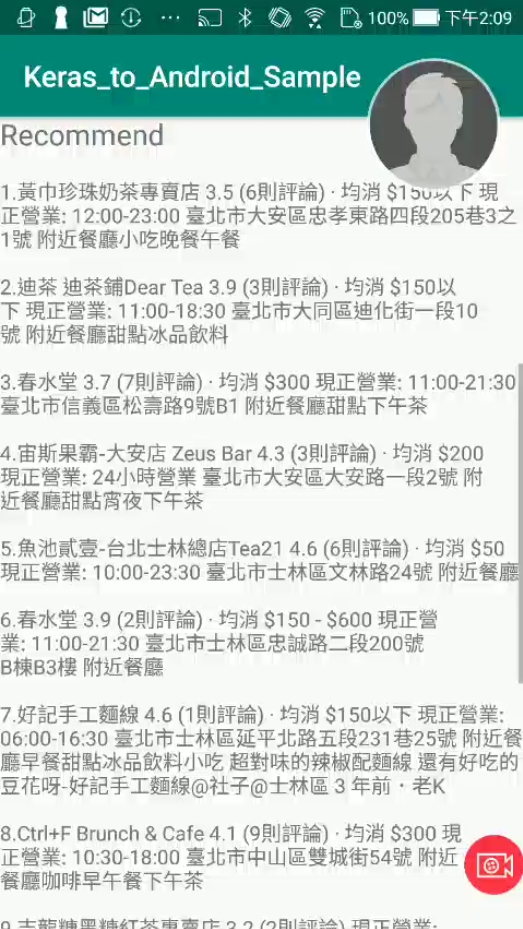 100% 下午2:09
Keras_to_Android_Sample
Recommend
1.黃巾珍珠奶茶專賣店 3.5 (6則評論) · 均消 $150以下 現
正營業: 12:00-23:00 臺北市大安區忠孝東路四段205巷3之
1號 附近餐廳小吃晚餐午餐
2.迪茶 迪茶鋪Dear Tea 3.9 (3則評論) · 均消 $150以
下 現正營業: 11:00-18:30 臺北市大同區迪化街一段10
號 附近餐廳甜點冰品飲料
3.春水堂 3.7 (7則評論) · 均消 $300 現正營業: 11:00-21:30
臺北市信義區松壽路9號B1 附近餐廳甜點下午茶
4.宙斯果霸-大安店 Zeus Bar 4.3 (3則評論) · 均消 $200
現正營業: 24小時營業 臺北市大安區大安路一段2號 附
近餐廳甜點宵夜下午茶
5.魚池貳壹-台北士林總店Tea21 4.6 (6則評論) · 均消 $50
現正營業: 10:00-23:30 臺北市士林區文林路24號 附近餐廳
6.春水堂 3.9 (2則評論) · 均消 $150 - $600 現正營
業: 11:00-21:30 臺北市士林區忠誠路二段200號
B棟B3樓 附近餐廳
7.好記手工麵線 4.6 (1則評論) · 均消 $150以下 現正營業:
06:00-16:30 臺北市士林區延平北路五段231巷25號 附近餐
廳早餐甜點冰品飲料小吃 超對味的辣椒配麵線 還有好吃的
豆花呀-好記手工麵線@社子@士林區 3 年前・老K
8.Ctrl+F Brunch & Cafe 4.1 (9則評論) · 均消 $300 現
正營業: 10:30-18:00 臺北市中山區雙城街54號 附近
餐廳咖啡早午餐下午茶
9.吉龍糖黑糖紅茶專賣店 3.2 (2則評論) 現正營業: